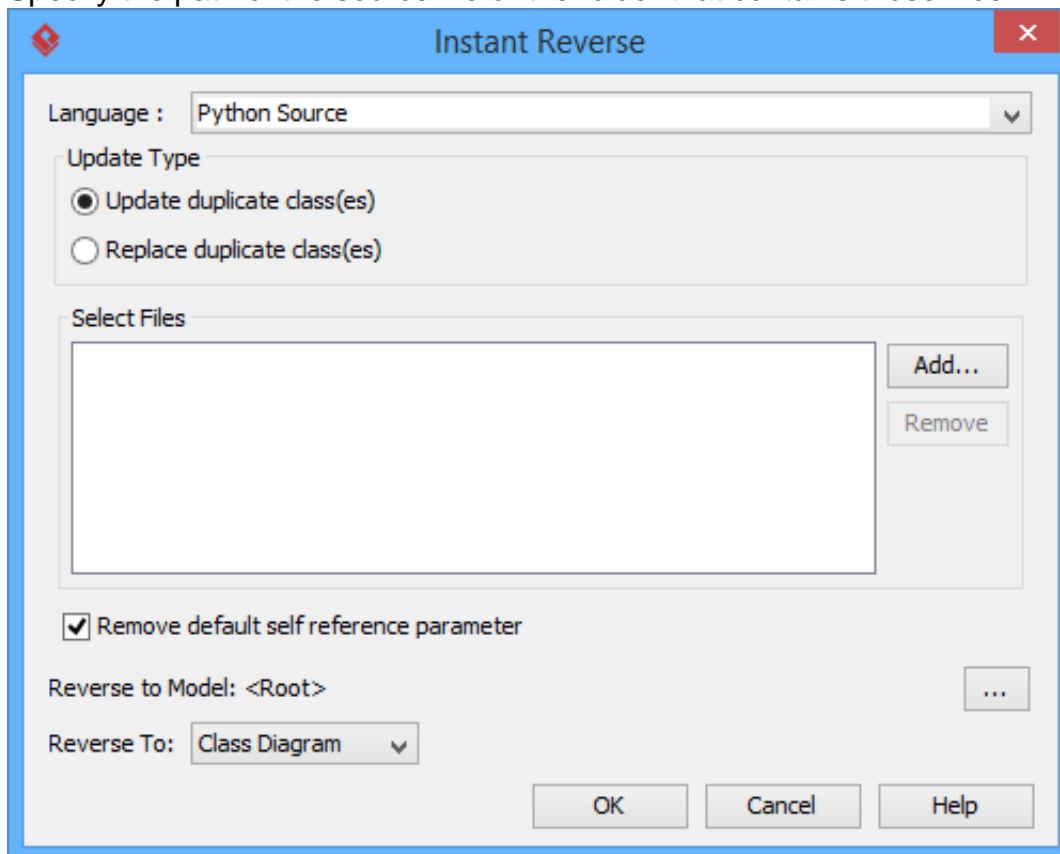 Instant Reverse
Language : Python Source
Update Type
Update duplicate class(es)
Replace duplicate class(es)
Select Files
Add...
Remove
Remove default self reference parameter
Reverse to Model: <Root>
...
Reverse To: Class Diagram
OK Cancel Help